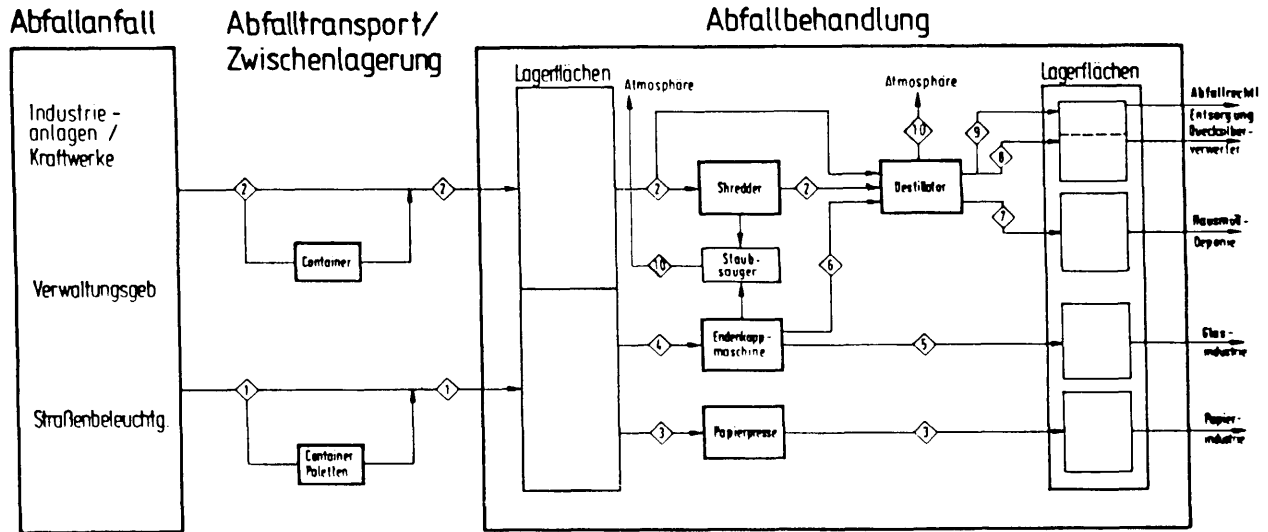 Abfallanfall
Abfalltransport/
Zwischenlagerung
Abfallbehandlung
Industrie-
anlagen /
Kraftwerke
Verwaltungsgeb
Straßenbeleuchtg.
2
2
Container
1
1
Container
Paletten
Lagerflächen
Atmosphäre
Atmosphäre
Lagerflächen
10
9
8
2
Shredder
2
Destillator
7
10
Staub-
sauger
6
4
Endenkapp-
maschine
5
3
Papierpresse
3
Abfallrechtl
Entsorgung
Quecksilber-
verwerter
Hausmüll-
Deponie
Glas-
industrie
Papier-
industrie